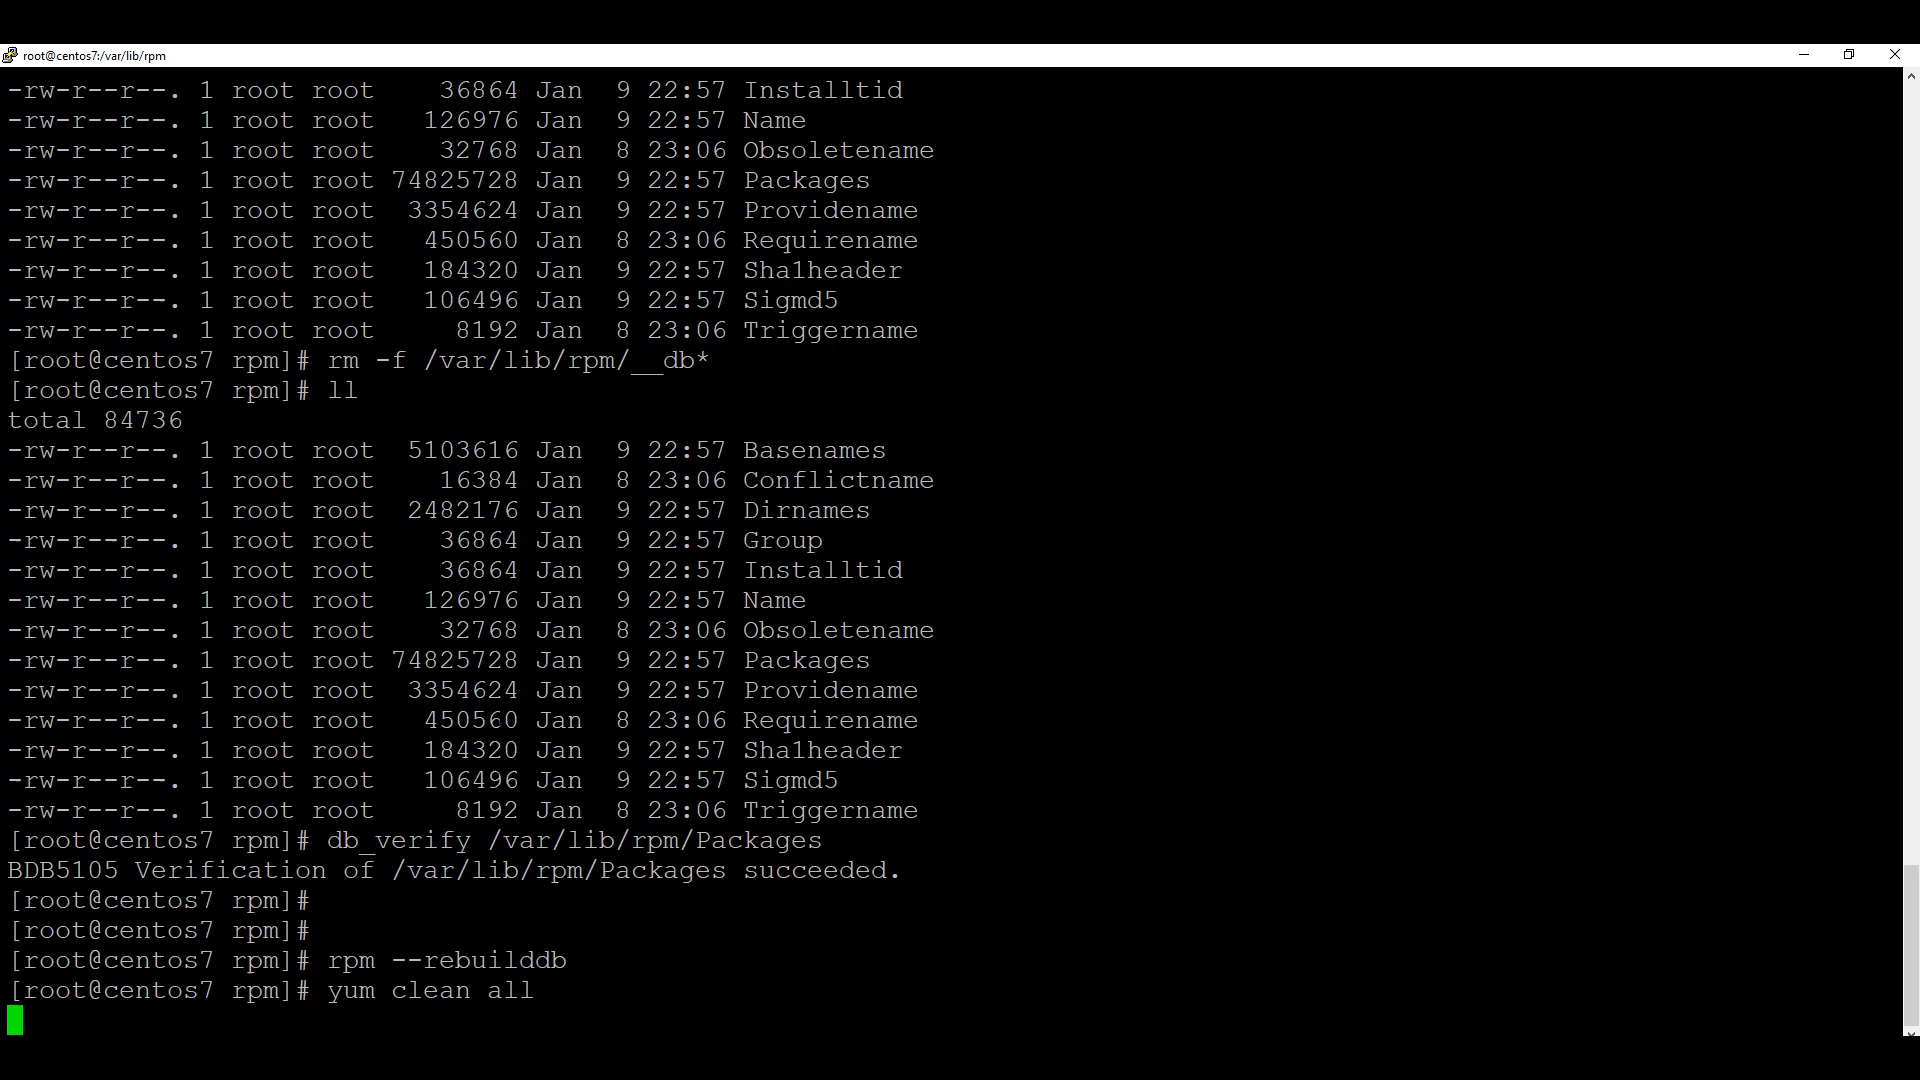 root@centos7:/var/lib/rpm
-rw-r--r--. 1 root root    36864 Jan  9 22:57 Installtid
-rw-r--r--. 1 root root   126976 Jan  9 22:57 Name
-rw-r--r--. 1 root root    32768 Jan  8 23:06 Obsoletename
-rw-r--r--. 1 root root 74825728 Jan  9 22:57 Packages
-rw-r--r--. 1 root root  3354624 Jan  9 22:57 Providename
-rw-r--r--. 1 root root   450560 Jan  8 23:06 Requirename
-rw-r--r--. 1 root root   184320 Jan  9 22:57 Sha1header
-rw-r--r--. 1 root root   106496 Jan  9 22:57 Sigmd5
-rw-r--r--. 1 root root     8192 Jan  8 23:06 Triggername
[root@centos7 rpm]# rm -f /var/lib/rpm/__db*
[root@centos7 rpm]# ll
total 84736
-rw-r--r--. 1 root root  5103616 Jan  9 22:57 Basenames
-rw-r--r--. 1 root root    16384 Jan  8 23:06 Conflictname
-rw-r--r--. 1 root root  2482176 Jan  9 22:57 Dirnames
-rw-r--r--. 1 root root    36864 Jan  9 22:57 Group
-rw-r--r--. 1 root root    36864 Jan  9 22:57 Installtid
-rw-r--r--. 1 root root   126976 Jan  9 22:57 Name
-rw-r--r--. 1 root root    32768 Jan  8 23:06 Obsoletename
-rw-r--r--. 1 root root 74825728 Jan  9 22:57 Packages
-rw-r--r--. 1 root root  3354624 Jan  9 22:57 Providename
-rw-r--r--. 1 root root   450560 Jan  8 23:06 Requirename
-rw-r--r--. 1 root root   184320 Jan  9 22:57 Sha1header
-rw-r--r--. 1 root root   106496 Jan  9 22:57 Sigmd5
-rw-r--r--. 1 root root     8192 Jan  8 23:06 Triggername
[root@centos7 rpm]# db_verify /var/lib/rpm/Packages
BDB5105 Verification of /var/lib/rpm/Packages succeeded.
[root@centos7 rpm]#
[root@centos7 rpm]#
[root@centos7 rpm]# rpm --rebuilddb
[root@centos7 rpm]# yum clean all